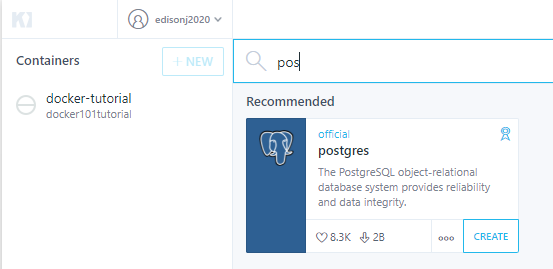 edisonj2020
Containers
+ NEW
docker-tutorial
docker101tutorial
pos
Recommended
official
postgres
The PostgreSQL object-relational
database system provides reliability
and data integrity.
8.3K
2B
CREATE